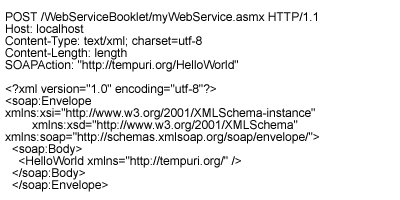 POST /WebServiceBooklet/myWebService.asmx HTTP/1.1
Host: localhost
Content-Type: text/xml; charset=utf-8
Content-Length: length
SOAPAction: "http://tempuri.org/HelloWorld"

<?xml version="1.0" encoding="utf-8"?>
<soap:Envelope
xmlns:xsi="http://www.w3.org/2001/XMLSchema-instance"
xmlns:xsd="http://www.w3.org/2001/XMLSchema"
xmlns:soap="http://schemas.xmlsoap.org/soap/envelope/">
<soap:Body>
<HelloWorld xmlns="http://tempuri.org/" />
</soap:Body>
</soap:Envelope>